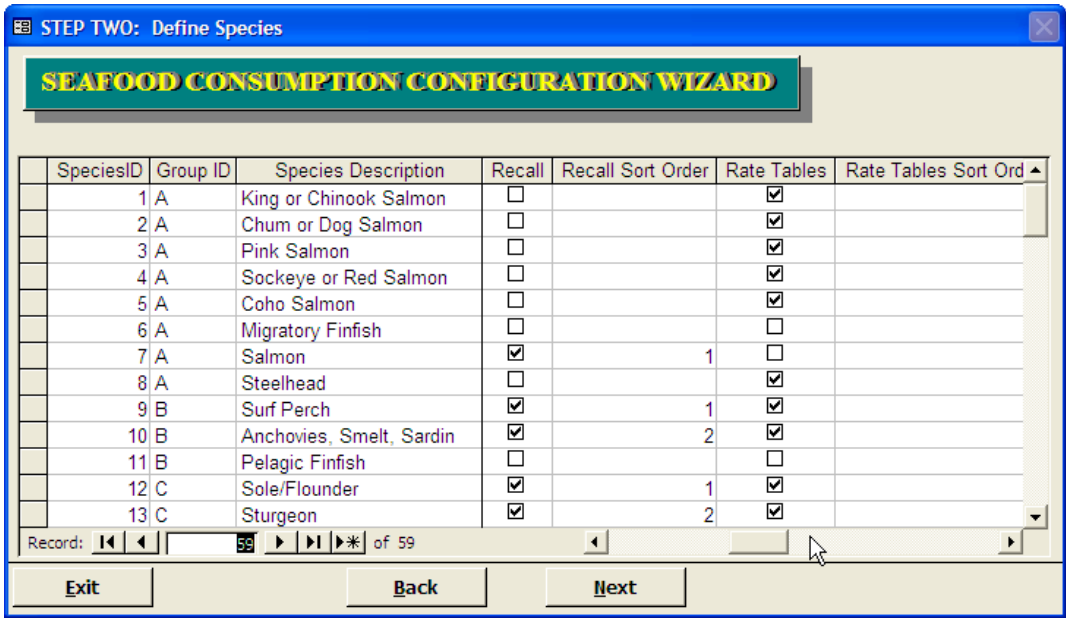 STEP TWO: Define Species
SEAFOOD CONSUMPTION CONFIGURATION WIZARD
SpeciesID Group ID Species Description Recall Recall Sort Order Rate Tables Rate Tables Sort Ord
1 A King or Chinook Salmon
2 A Chum or Dog Salmon
3 A Pink Salmon
4 A Sockeye or Red Salmon
5 A Coho Salmon
6 A Migratory Finfish
7 A Salmon 1
8 A Steelhead
9 B Surf Perch 1
10 B Anchovies, Smelt, Sardin 2
11 B Pelagic Finfish
12 C Sole/Flounder 1
13 C Sturgeon 2
Record: 59 of 59
Exit Back Next